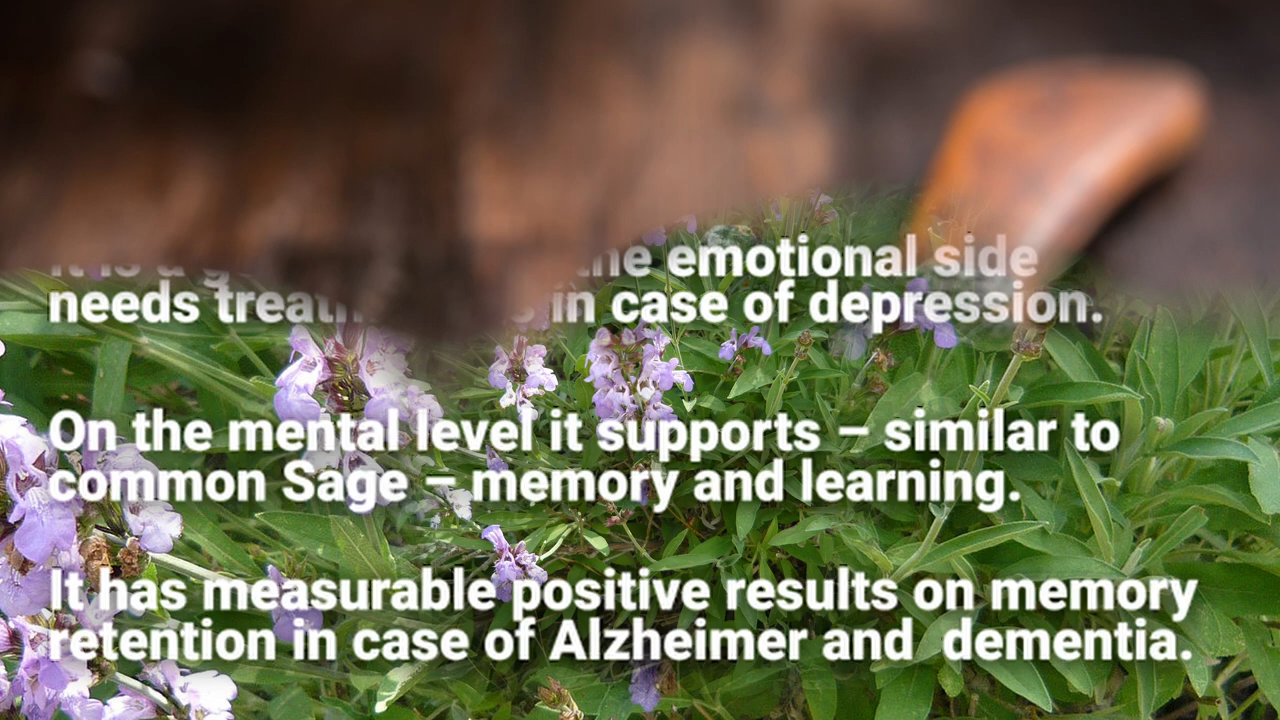 the emotional side
needs in case of depression.
On the mental level it supports – similar to
common Sage – memory and learning.
It has measurable positive results on memory
retention in case of Alzheimer and dementia.